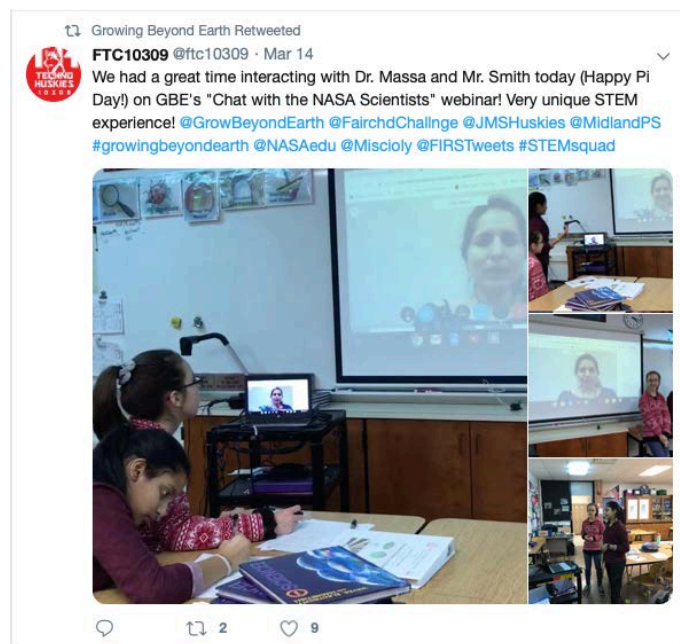 Growing Beyond Earth Retweeted
FTC10309 @ftc10309 · Mar 14
We had a great time interacting with Dr. Massa and Mr. Smith today (Happy Pi
Day!) on GBE's "Chat with the NASA Scientists" webinar! Very unique STEM
experience! @GrowBeyondEarth @FairchdChallnge @JMSHuskies @MidlandPS
#growingbeyondearth @NASAedu @Miscioly @FIRSTweets #STEMsquad
TECHNO
HUSKIES
10309
2
9